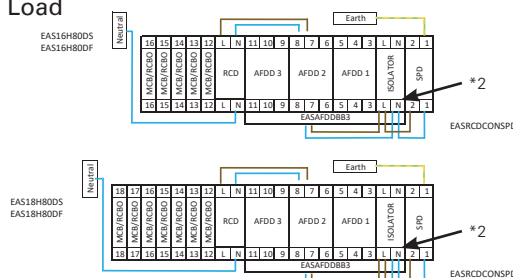 Load
EAS16H80DS
EAS16H80DF
Neutral
Earth
16 15 14 13 12 L N 11 10 9 8 7 6 5 4 3 L N 2 1
MCB/RCBO MCB/RCBO MCB/RCBO MCB/RCBO MCB/RCBO RCD AFDD 3 AFDD 2 AFDD 1 ISOLATOR SPD
16 15 14 13 12 L N 11 10 9 8 7 6 5 4 3 L N 2 1
EASAFDDBB3
*2
EASRCDCONSPD
EAS18H80DS
EAS18H80DF
Neutral
Earth
18 17 16 15 14 13 12 L N 11 10 9 8 7 6 5 4 3 L N 2 1
MCB/RCBO MCB/RCBO MCB/RCBO MCB/RCBO MCB/RCBO MCB/RCBO MCB/RCBO RCD AFDD 3 AFDD 2 AFDD 1 ISOLATOR SPD
18 17 16 15 14 13 12 L N 11 10 9 8 7 6 5 4 3 L N 2 1
EASAFDDBB3
*2
EASRCDCONSPD